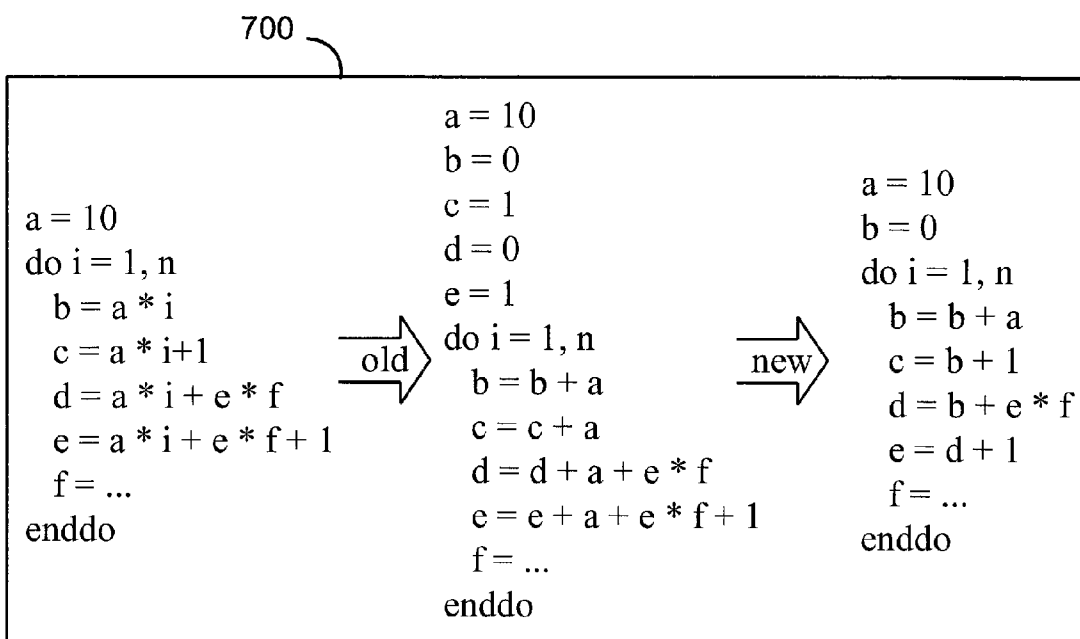 700
a = 10
do i = 1, n
b = a * i
c = a * i+1
d = a * i + e * f
e = a * i + e * f + 1
f = ...
enddo
old
a = 10
b = 0
c = 1
d = 0
e = 1
do i = 1, n
b = b + a
c = c + a
d = d + a + e * f
e = e + a + e * f + 1
f = ...
enddo
new
a = 10
b = 0
do i = 1, n
b = b + a
c = b + 1
d = b + e * f
e = d + 1
f = ...
enddo